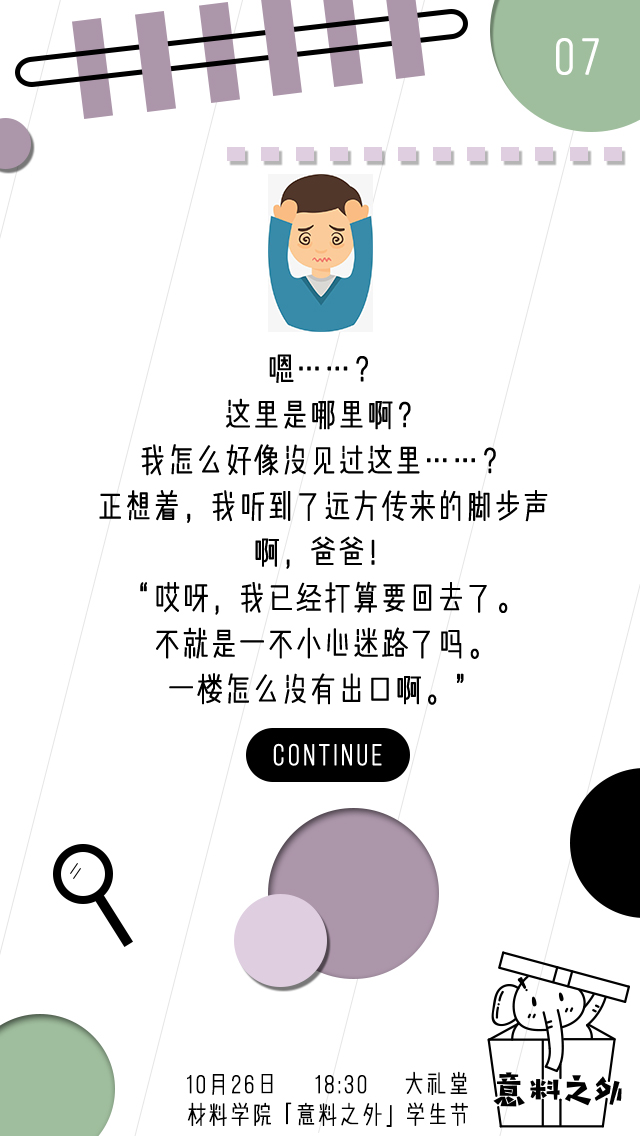 07
嗯……？
这里是哪里啊？
我怎么好像没见过这里……？
正想着，我听到了远方传来的脚步声
啊，爸爸！
“哎呀，我已经打算要回去了。
不就是一不小心迷路了吗。
一楼怎么没有出口啊。”
CONTINUE
10月26日 18:30 大礼堂
材料学院「意料之外」学生节
意料之外